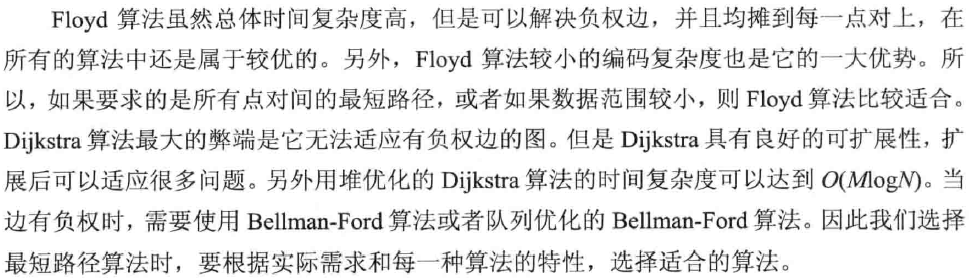 Floyd 算法虽然总体时间复杂度高，但是可以解决负权边，并且均摊到每一点对上，在
所有的算法中还是属于较优的。另外，Floyd 算法较小的编码复杂度也是它的一大优势。所
以，如果要求的是所有点对间的最短路径，或者如果数据范围较小，则 Floyd 算法比较适合。
Dijkstra 算法最大的弊端是它无法适应有负权边的图。但是 Dijkstra 具有良好的可扩展性，扩
展后可以适应很多问题。另外用堆优化的 Dijkstra 算法的时间复杂度可以达到 O(MlogN)。当
边有负权时，需要使用 Bellman-Ford 算法或者队列优化的 Bellman-Ford 算法。因此我们选择
最短路径算法时，要根据实际需求和每一种算法的特性，选择适合的算法。